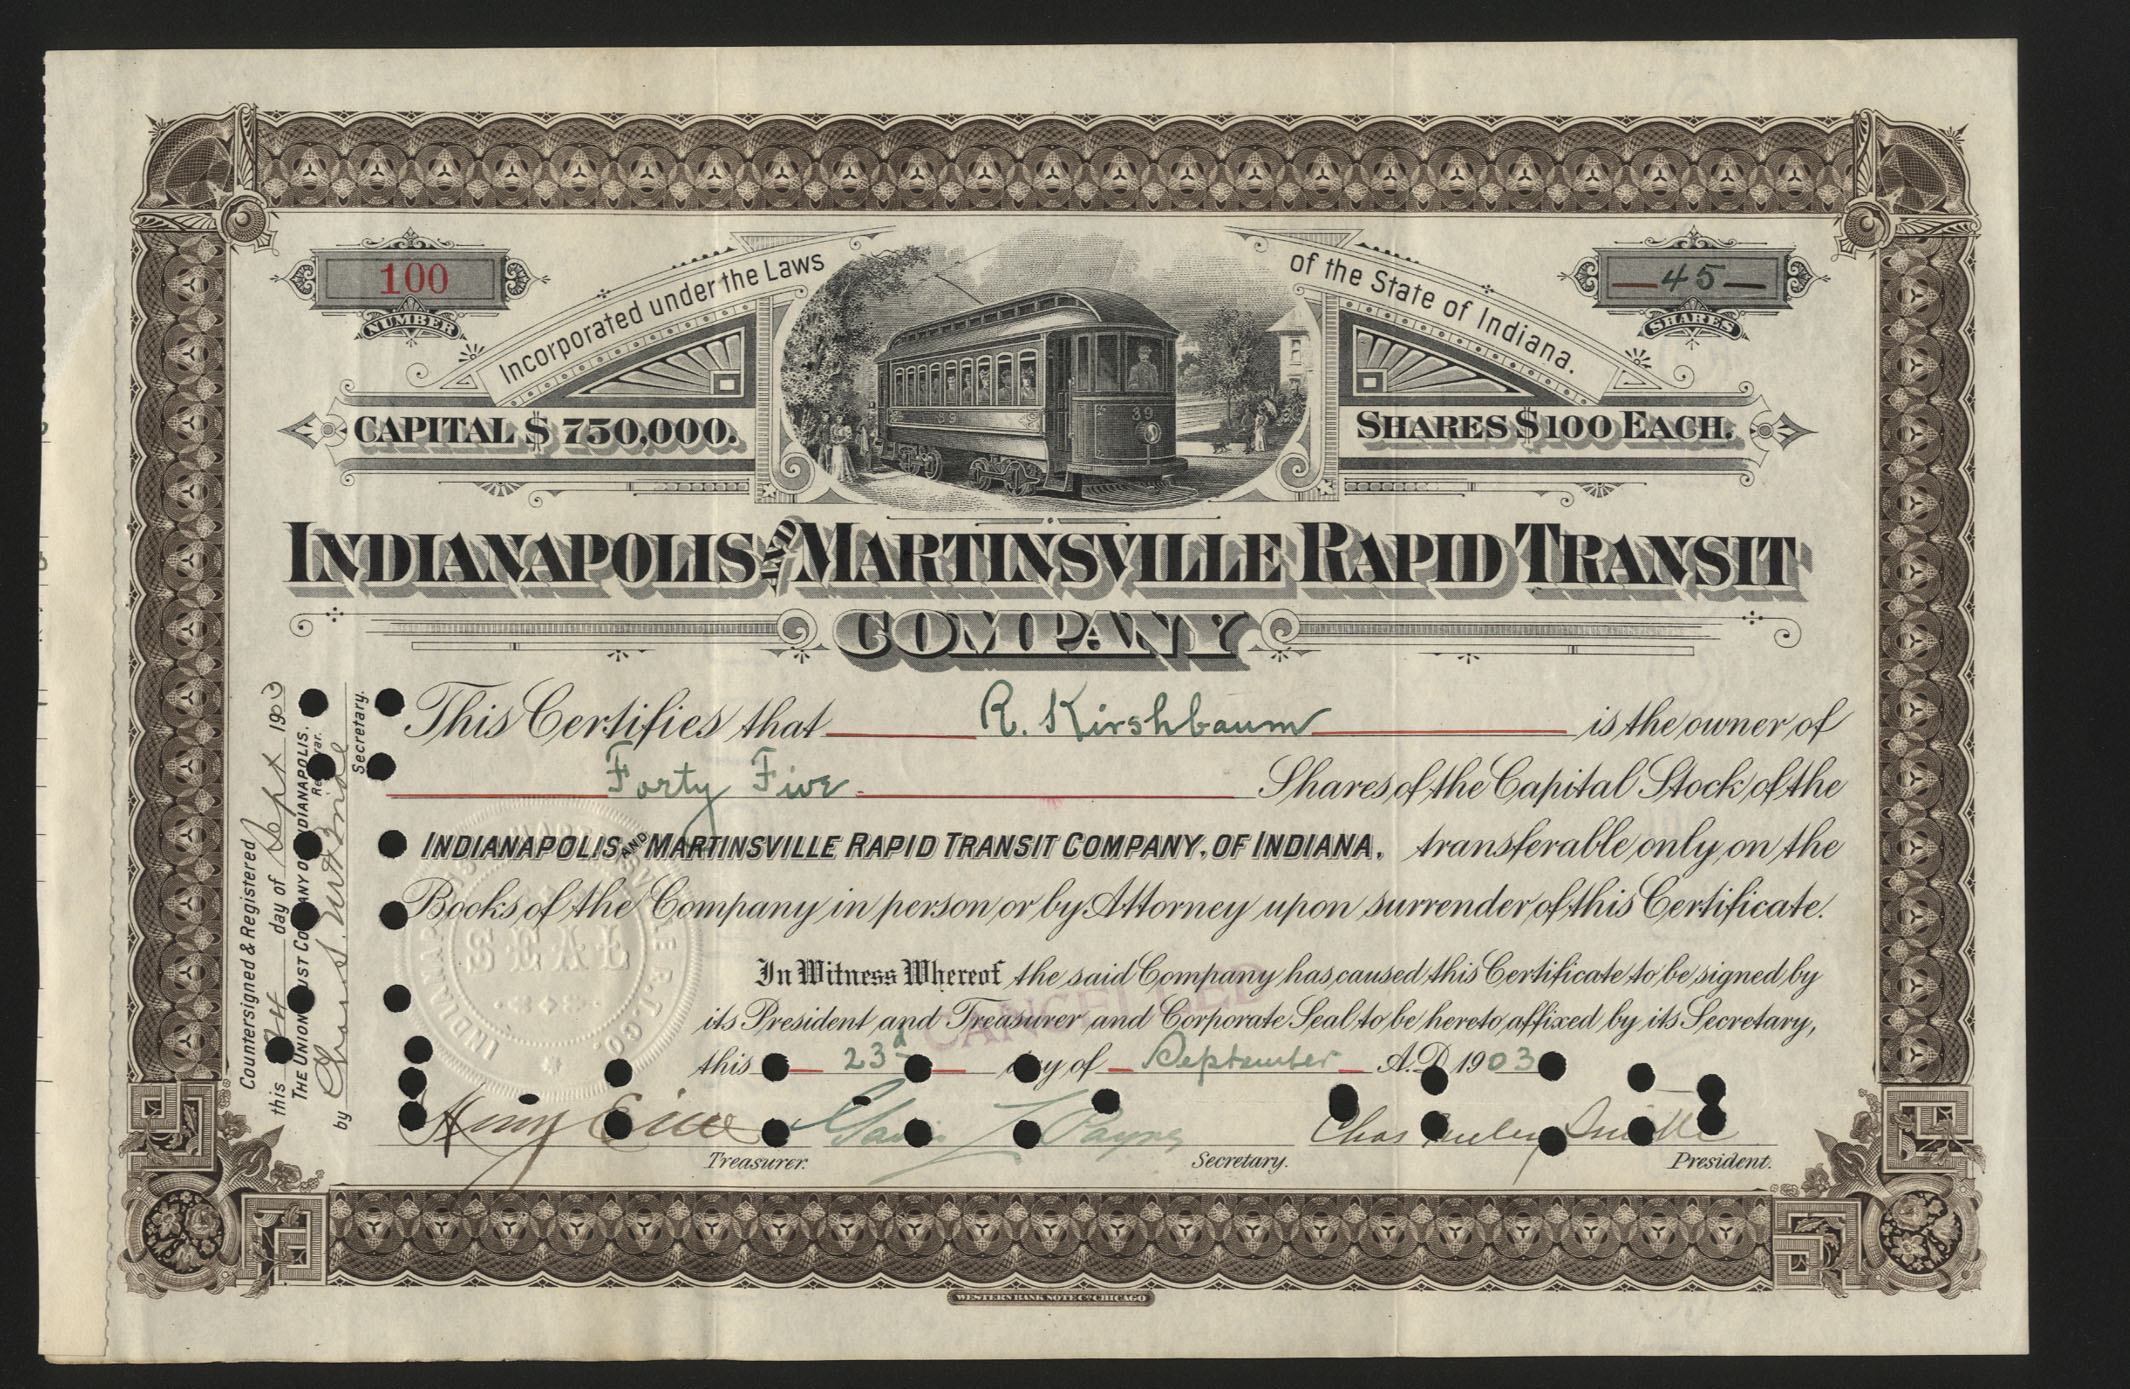 100
NUMBER
Incorporated under the Laws
of the State of Indiana.
45
SHARES
CAPITAL $ 750,000.
39
39
SHARES $100 EACH.
INDIANAPOLIS AND MARTINSVILLE RAPID TRANSIT
COMPANY
This Certifies that R. Kirshbaum is the owner of
Forty Five Shares of the Capital Stock of the
INDIANAPOLIS AND MARTINSVILLE RAPID TRANSIT COMPANY, OF INDIANA, transferable only on the
Books of the Company in person or by Attorney upon surrender of this Certificate.
In Witness Whereof the said Company has caused this Certificate to be signed by
its President and Treasurer and Corporate Seal to be hereto affixed by its Secretary,
this 23d day of September A.D. 1903
CANCELLED
SEAL
Treasurer.
Secretary.
President.
Countersigned & Registered
this 24 day of Sept 1903
THE UNION TRUST COMPANY OF INDIANAPOLIS.
Registrar.
by Chas S.
Secretary.
WESTERN BANK NOTE CO. CHICAGO